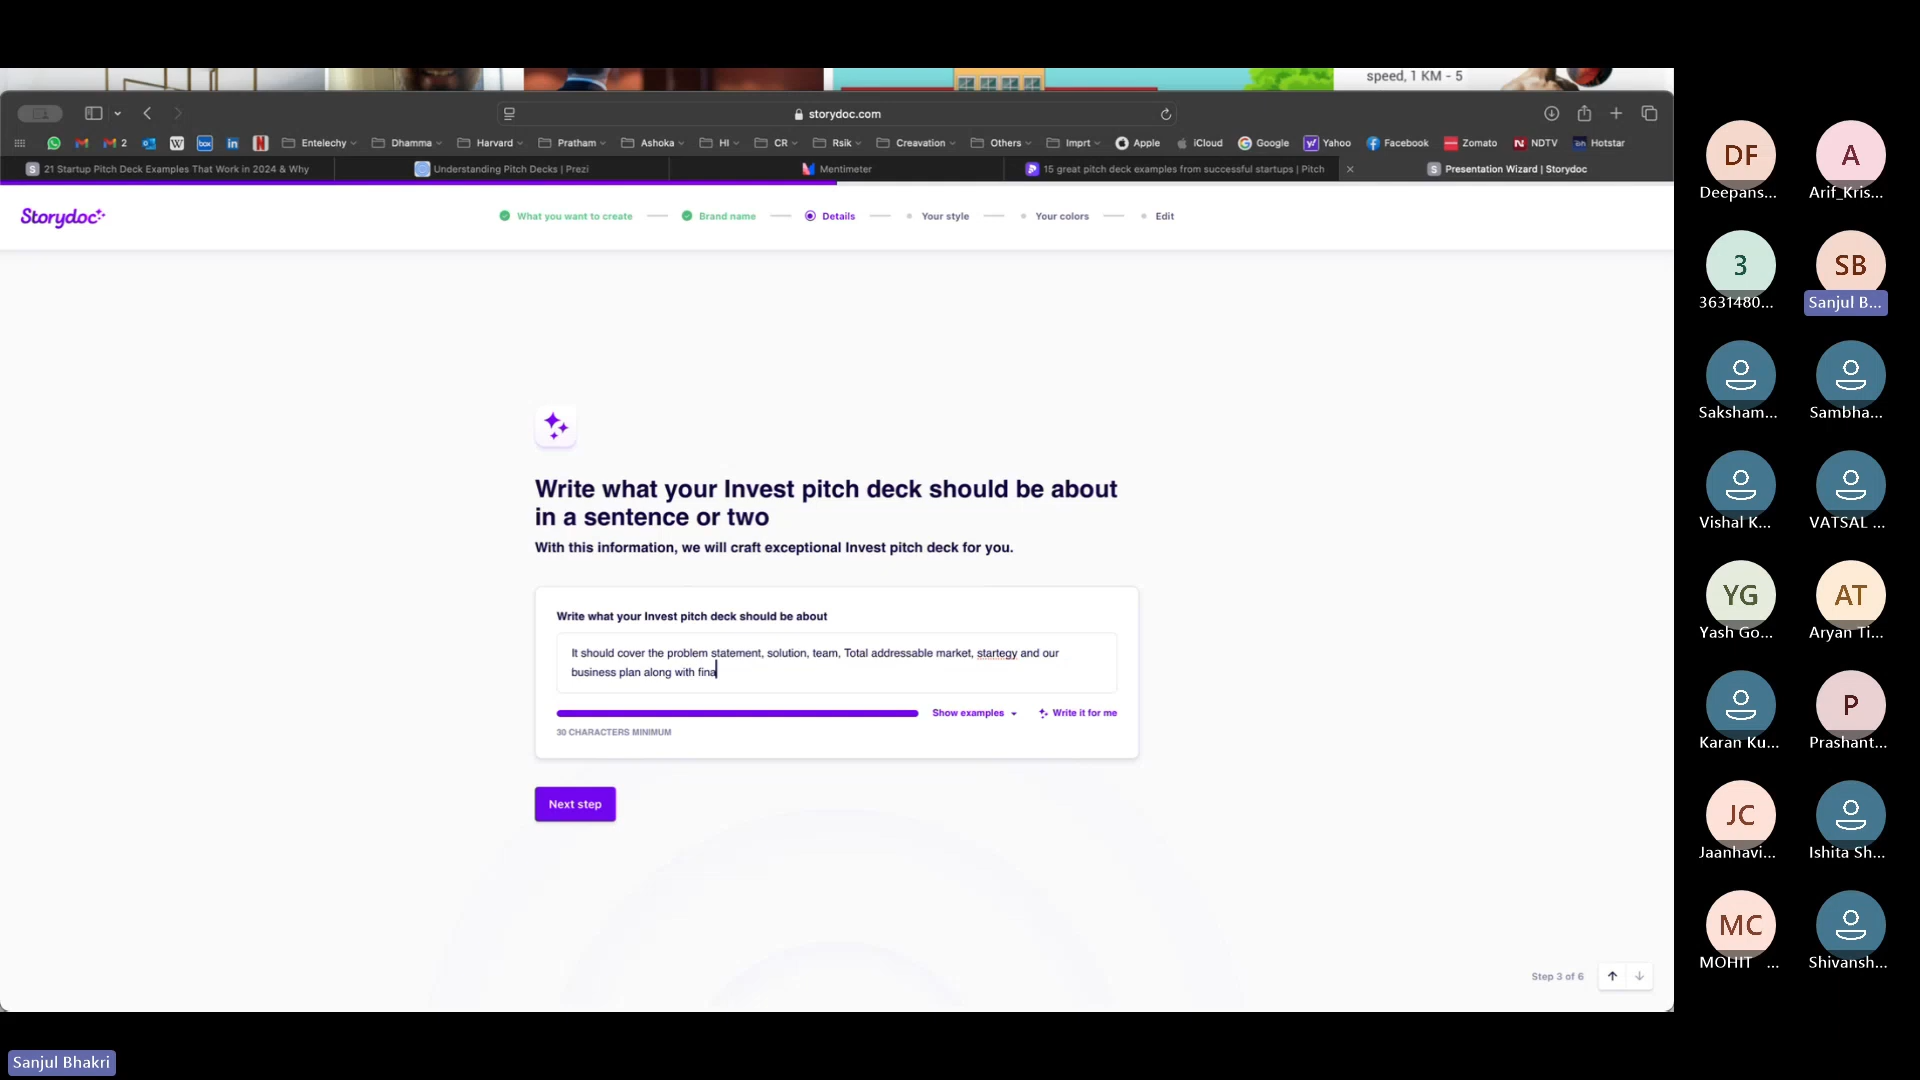 speed, 1 KM - 5
storydoc.com
2
Entelechy
Dhamma
Harvard
Pratham
Ashoka
HI
CR
Rsik
Creavation
Others
Imprt
Apple
iCloud
Google
Yahoo
Facebook
Zomato
NDTV
Hotstar
21 Startup Pitch Deck Examples That Work in 2024 & Why
Understanding Pitch Decks | Prezi
Mentimeter
15 great pitch deck examples from successful startups | Pitch
Presentation Wizard | Storydoc
Storydoc
What you want to create
Brand name
Details
Your style
Your colors
Edit
Write what your Invest pitch deck should be about
in a sentence or two
With this information, we will craft exceptional Invest pitch deck for you.
Write what your Invest pitch deck should be about
It should cover the problem statement, solution, team, Total addressable market, startegy and our
business plan along with fina
Show examples
Write it for me
30 CHARACTERS MINIMUM
Next step
Step 3 of 6
DF
Deepans...
A
Arif_Kris...
3
3631480...
SB
Sanjul B...
Saksham...
Sambha...
Vishal K...
VATSAL ...
YG
Yash Go...
AT
Aryan Ti...
Karan Ku...
P
Prashant...
JC
Jaanhavi...
Ishita Sh...
MC
MOHIT ...
Shivansh...
Sanjul Bhakri